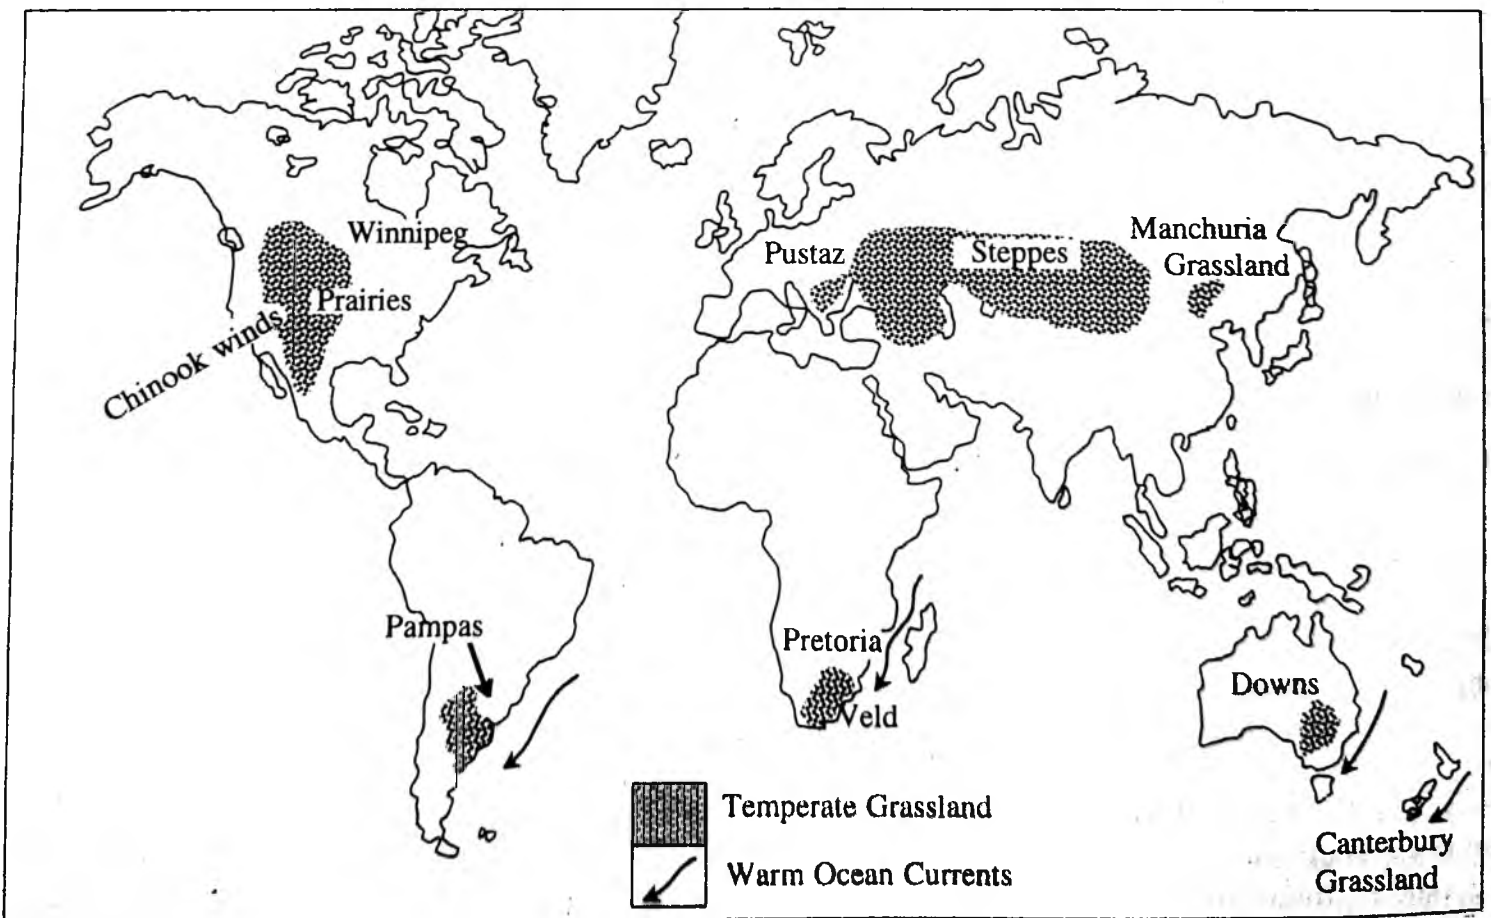 Winnipeg
Prairies
Chinook winds
Pustaz
Steppes
Manchuria
Grassland
Pampas
Pretoria
Veld
Downs
Temperate Grassland
Warm Ocean Currents
Canterbury
Grassland